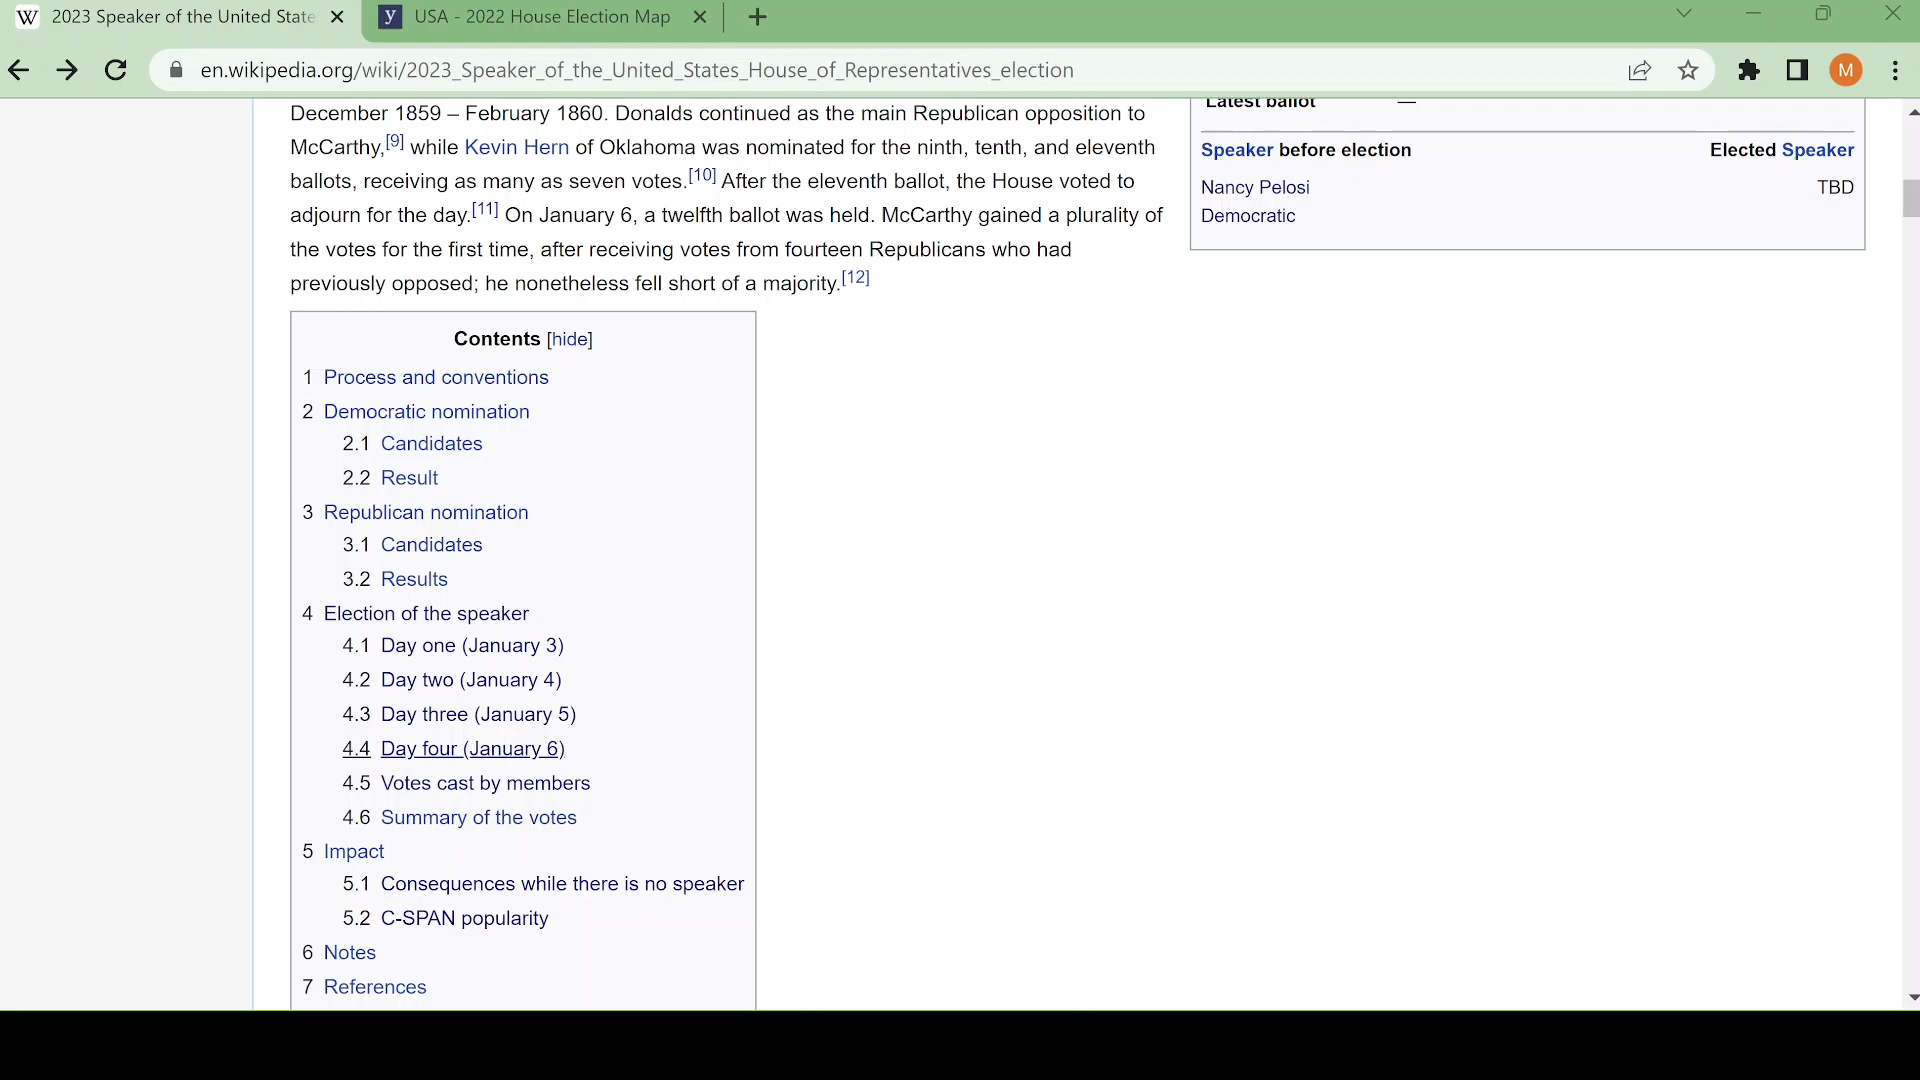 W 2023 Speaker of the United State
y USA - 2022 House Election Map
en.wikipedia.org/wiki/2023_Speaker_of_the_United_States_House_of_Representatives_election
M
December 1859 – February 1860. Donalds continued as the main Republican opposition to
McCarthy,[9] while Kevin Hern of Oklahoma was nominated for the ninth, tenth, and eleventh
ballots, receiving as many as seven votes.[10] After the eleventh ballot, the House voted to
adjourn for the day.[11] On January 6, a twelfth ballot was held. McCarthy gained a plurality of
the votes for the first time, after receiving votes from fourteen Republicans who had
previously opposed; he nonetheless fell short of a majority.[12]
Latest ballot —
Speaker before election Elected Speaker
Nancy Pelosi TBD
Democratic
Contents [hide]
1 Process and conventions
2 Democratic nomination
2.1 Candidates
2.2 Result
3 Republican nomination
3.1 Candidates
3.2 Results
4 Election of the speaker
4.1 Day one (January 3)
4.2 Day two (January 4)
4.3 Day three (January 5)
4.4 Day four (January 6)
4.5 Votes cast by members
4.6 Summary of the votes
5 Impact
5.1 Consequences while there is no speaker
5.2 C-SPAN popularity
6 Notes
7 References